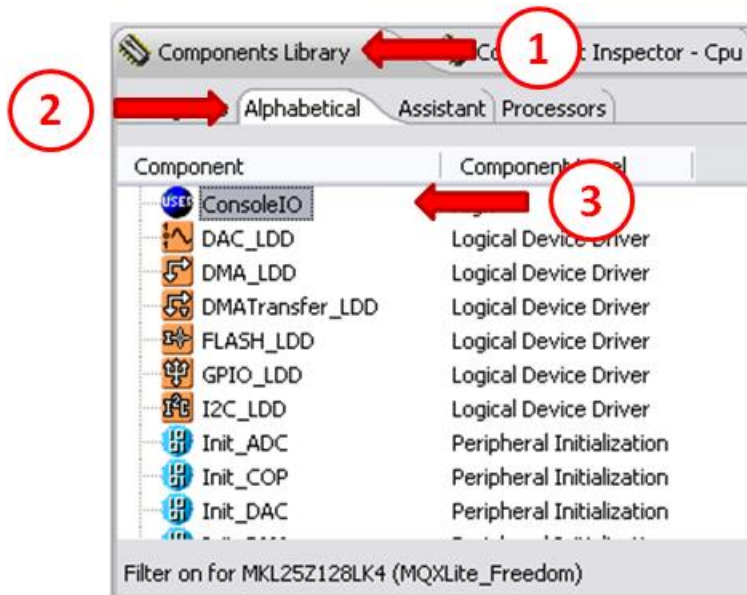 Components Library
1
Inspector - Cpu
2
Alphabetical Assistant Processors
Component Component
ConsoleIO
3
DAC_LDD Logical Device Driver
DMA_LDD Logical Device Driver
DMATransfer_LDD Logical Device Driver
FLASH_LDD Logical Device Driver
GPIO_LDD Logical Device Driver
I2C_LDD Logical Device Driver
Init_ADC Peripheral Initialization
Init_COP Peripheral Initialization
Init_DAC Peripheral Initialization
Filter on for MKL25Z128LK4 (MQXLite_Freedom)